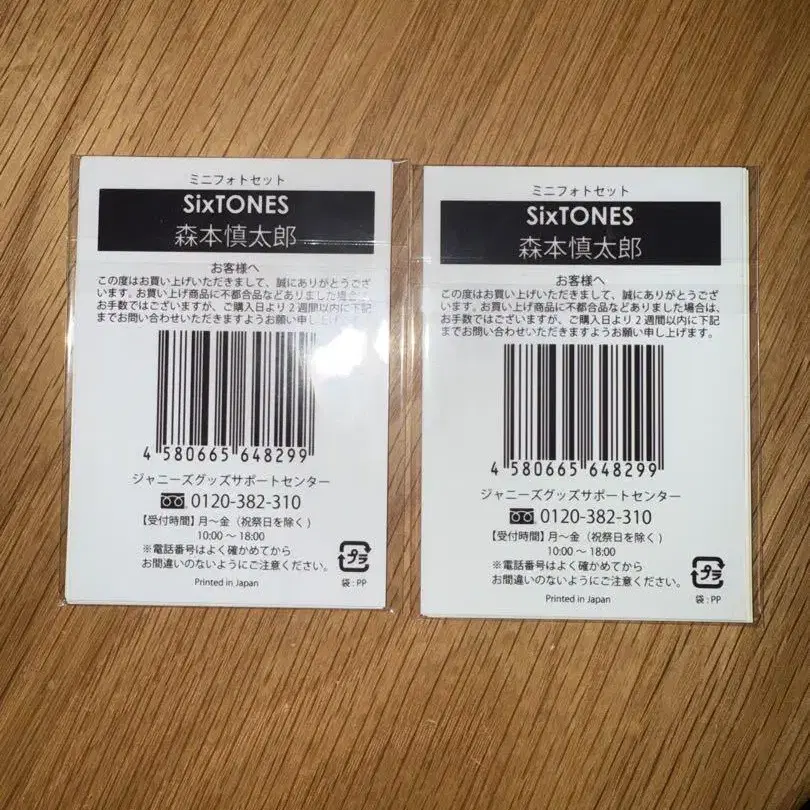 ミニフォトセット
SixTONES
森本慎太郎
お客様へ
この度はお買い上げいただきまして、誠にありがとうござ
います。お買い上げ商品に不都合品などありました場合は、
お手数ではございますが、ご購入日より2週間以内に下記
までお問い合わせいただきますようお願い申し上げます。
4 580665 648299
ジャニーズグッズサポートセンター
0120-382-310
【受付時間】月～金（祝祭日を除く）
10:00 ～ 18:00
※電話番号はよく確かめてから
お間違いのないようにご注意ください。
プラ
Printed in Japan
袋 : PP
ミニフォトセット
SixTONES
森本慎太郎
お客様へ
この度はお買い上げいただきまして、誠にありがとうござ
います。お買い上げ商品に不都合品などありました場合は、
お手数ではございますが、ご購入日より2週間以内に下記
までお問い合わせいただきますようお願い申し上げます。
4 580665 648299
ジャニーズグッズサポートセンター
0120-382-310
【受付時間】月～金（祝祭日を除く）
10:00 ～ 18:00
※電話番号はよく確かめてから
お間違いのないようにご注意ください。
プラ
Printed in Japan
袋 : PP